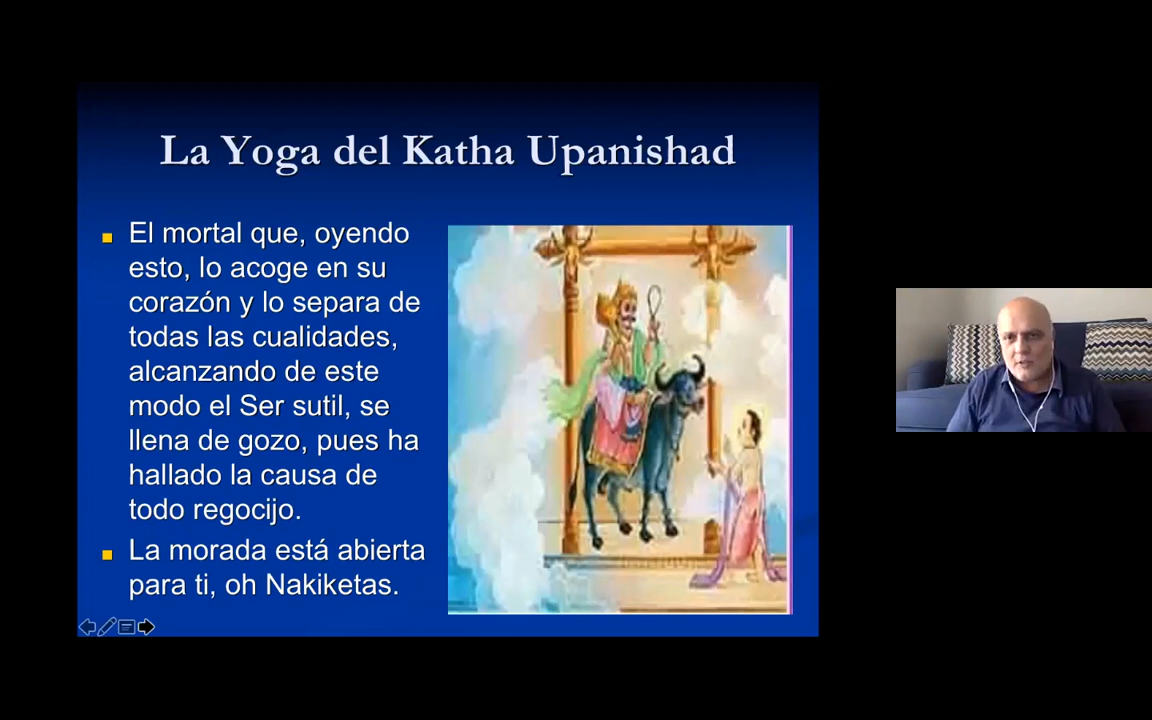 La Yoga del Katha Upanishad
El mortal que, oyendo
esto, lo acoge en su
corazón y lo separa de
todas las cualidades,
alcanzando de este
modo el Ser sutil, se
llena de gozo, pues ha
hallado la causa de
todo regocijo.
La morada está abierta
para ti, oh Nakiketas.